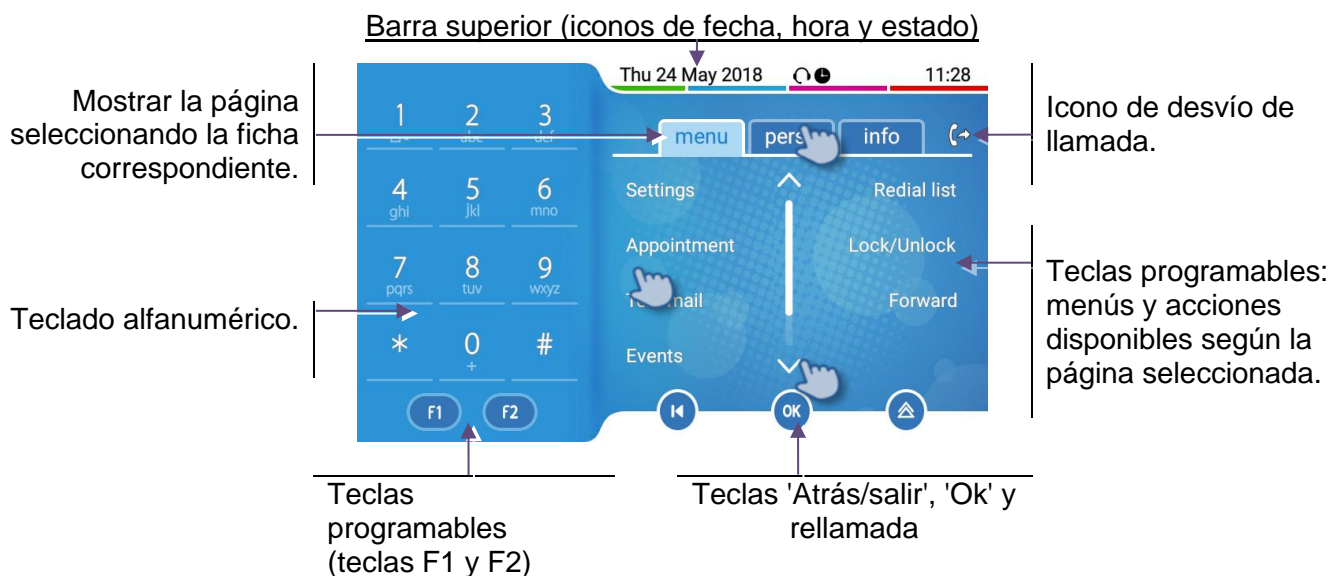 Barra superior (iconos de fecha, hora y estado)
Thu 24 May 2018
11:28
Mostrar la página
seleccionando la ficha
correspondiente.
menu
pers
info
Icono de desvío de
llamada.
1
2
abc
3
def
4
ghi
5
jkl
6
mno
7
pqrs
8
tuv
9
wxyz
*
0
+
#
F1
F2
Settings
Redial list
Appointment
Lock/Unlock
mail
Forward
Events
OK
Teclado alfanumérico.
Teclas programables:
menús y acciones
disponibles según la
página seleccionada.
Teclas
programables
(teclas F1 y F2)
Teclas 'Atrás/salir', 'Ok' y
rellamada